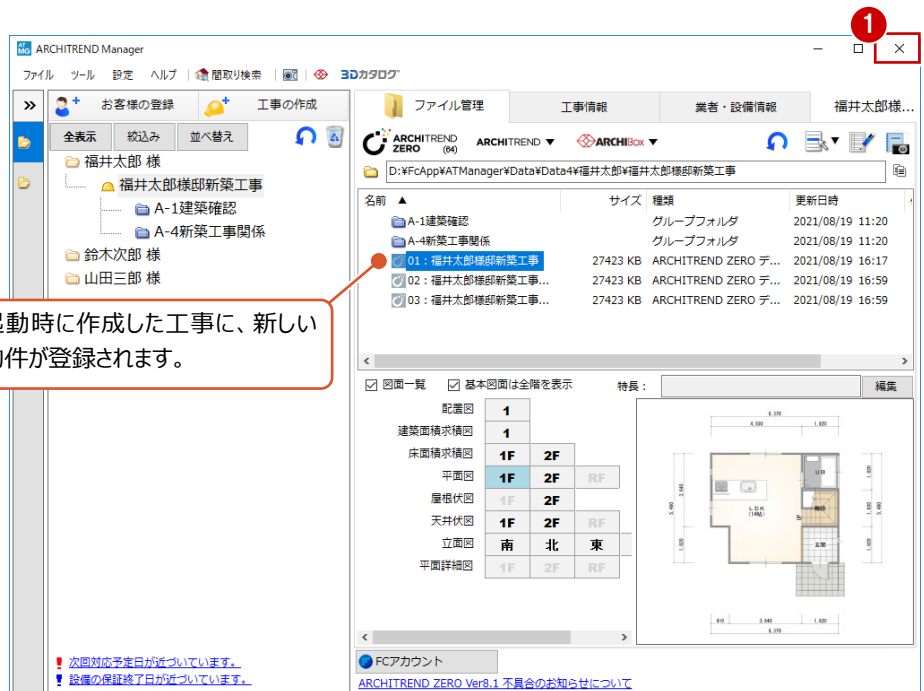 1
AT MG ARCHITREND Manager
ファイル ツール 設定 ヘルプ 間取り検索 3Dカタログ
お客様の登録 工事の作成
全表示 絞込み 並べ替え
福井太郎 様
福井太郎様邸新築工事
A-1建築確認
A-4新築工事関係
鈴木次郎 様
山田三郎 様
起動時に作成した工事に、新しい
物件が登録されます。
次回対応予定日が近づいています。
設備の保証終了日が近づいています。
ファイル管理 工事情報 業者・設備情報 福井太郎様...
ARCHITREND ZERO (64) ARCHITREND ▼ ARCHIBox ▼
D:¥FcApp¥ATManager¥Data¥Data4¥福井太郎¥福井太郎様邸新築工事
名前 ▲ サイズ 種類 更新日時
A-1建築確認 グループフォルダ 2021/08/19 11:20
A-4新築工事関係 グループフォルダ 2021/08/19 11:20
01:福井太郎様邸新築工事 27423 KB ARCHITREND ZERO デ... 2021/08/19 16:17
02:福井太郎様邸新築工事... 27423 KB ARCHITREND ZERO デ... 2021/08/19 16:59
03:福井太郎様邸新築工事... 27423 KB ARCHITREND ZERO デ... 2021/08/19 16:59
図面一覧 基本図面は全階を表示 特長: 編集
配置図 1
建築面積求積図 1
床面積求積図 1F 2F
平面図 1F 2F RF
屋根伏図 1F 2F
天井伏図 1F 2F RF
立面図 南 北 東
平面詳細図 1F 2F RF
6,370
4,550 1,820
UB
LDK
玄関
910 3,640 1,820
6,370
FCアカウント
ARCHITREND ZERO Ver8.1 不具合のお知らせについて